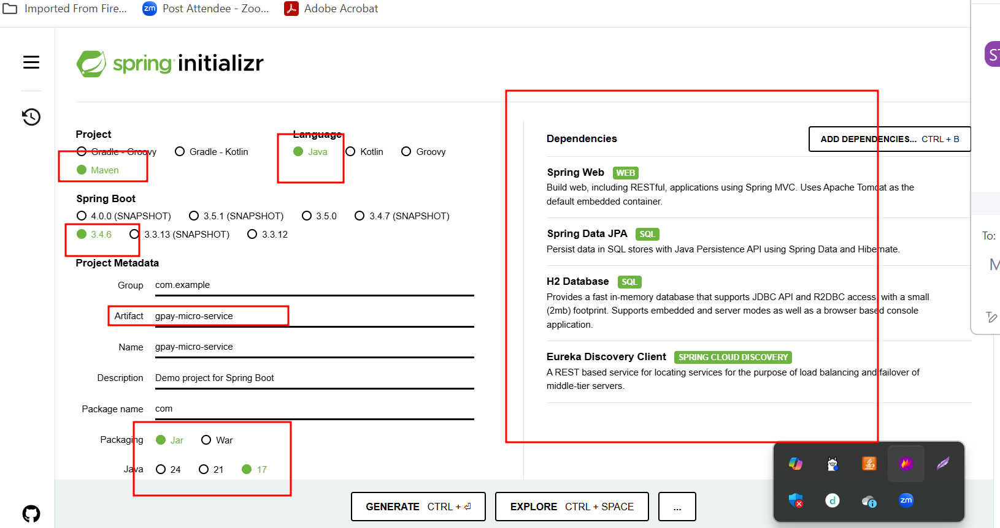 Imported From Fire...
Post Attendee - Zoo...
Adobe Acrobat
spring initializr
Project
Gradle - Groovy
Gradle - Kotlin
Maven
Language
Java
Kotlin
Groovy
Spring Boot
4.0.0 (SNAPSHOT)
3.5.1 (SNAPSHOT)
3.5.0
3.4.7 (SNAPSHOT)
3.4.6
3.3.13 (SNAPSHOT)
3.3.12
Project Metadata
Group com.example
Artifact gpay-micro-service
Name gpay-micro-service
Description Demo project for Spring Boot
Package name com
Packaging Jar War
Java 24 21 17
Dependencies
ADD DEPENDENCIES... CTRL + B
Spring Web WEB
Build web, including RESTful, applications using Spring MVC. Uses Apache Tomcat as the
default embedded container.
Spring Data JPA SQL
Persist data in SQL stores with Java Persistence API using Spring Data and Hibernate.
H2 Database SQL
Provides a fast in-memory database that supports JDBC API and R2DBC access, with a small
(2mb) footprint. Supports embedded and server modes as well as a browser based console
application.
Eureka Discovery Client SPRING CLOUD DISCOVERY
A REST based service for locating services for the purpose of load balancing and failover of
middle-tier servers.
GENERATE CTRL + ⏎
EXPLORE CTRL + SPACE
...
To:
zm
d
zm